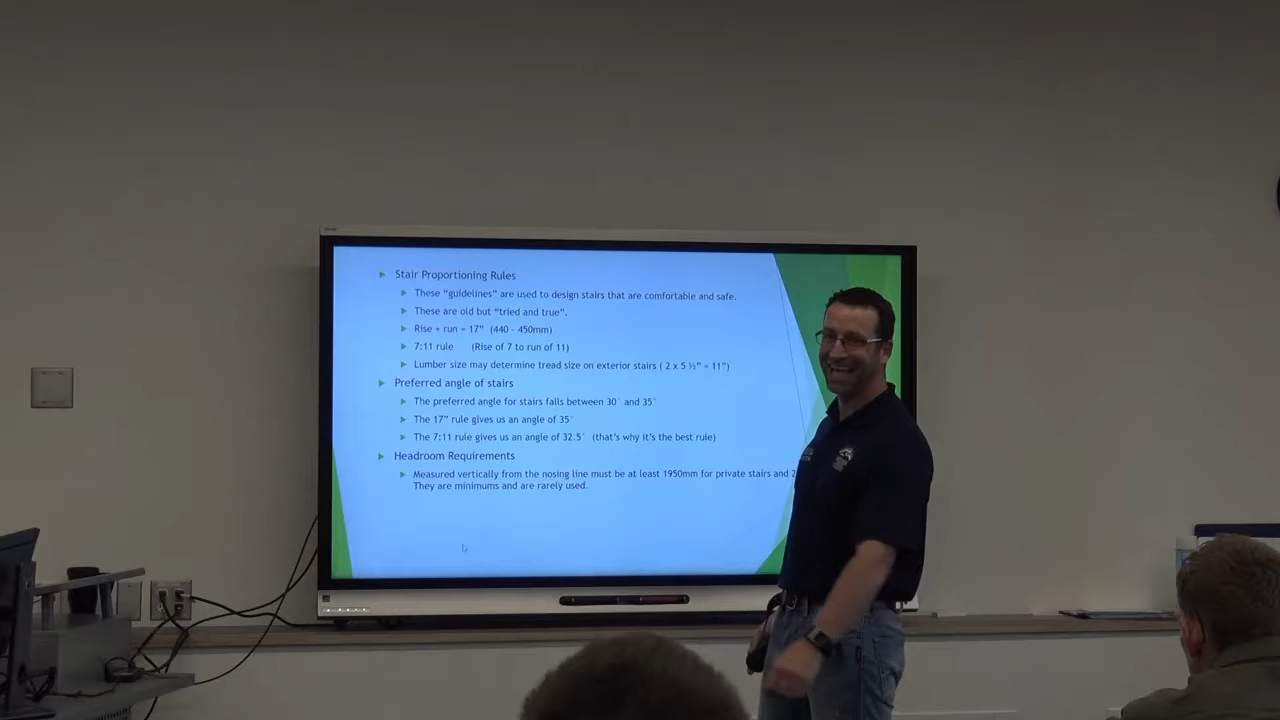 Stair Proportioning Rules
These “guidelines” are used to design stairs that are comfortable and safe.
These are old but “tried and true”.
Rise + run = 17” (440 - 450mm)
7:11 rule (Rise of 7 to run of 11)
Lumber size may determine tread size on exterior stairs ( 2 x 5 ½” = 11”)
Preferred angle of stairs
The preferred angle for stairs falls between 30° and 35°
The 17” rule gives us an angle of 35°
The 7:11 rule gives us an angle of 32.5° (that’s why it’s the best rule)
Headroom Requirements
Measured vertically from the nosing line must be at least 1950mm for private stairs and 2
They are minimums and are rarely used.